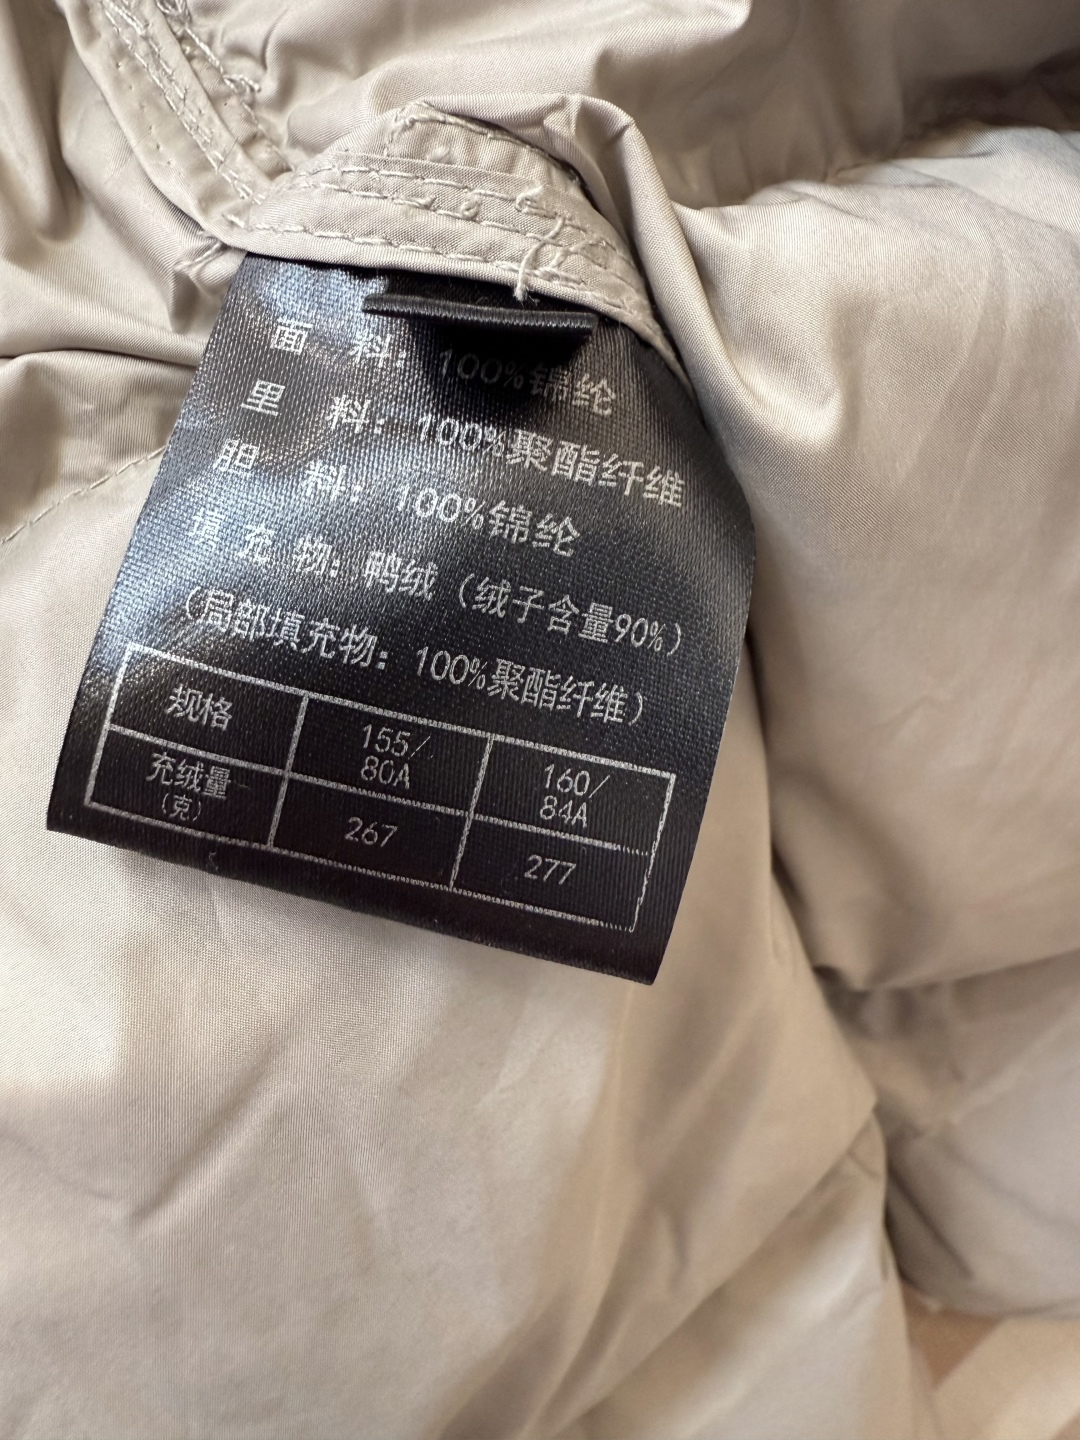 面 料：100%锦纶
里 料：100%聚酯纤维
胆 料：100%锦纶
填 充 物：鸭绒（绒子含量90%）
（局部填充物：100%聚酯纤维）
规格 155/80A 160/84A
充绒量（克） 267 277